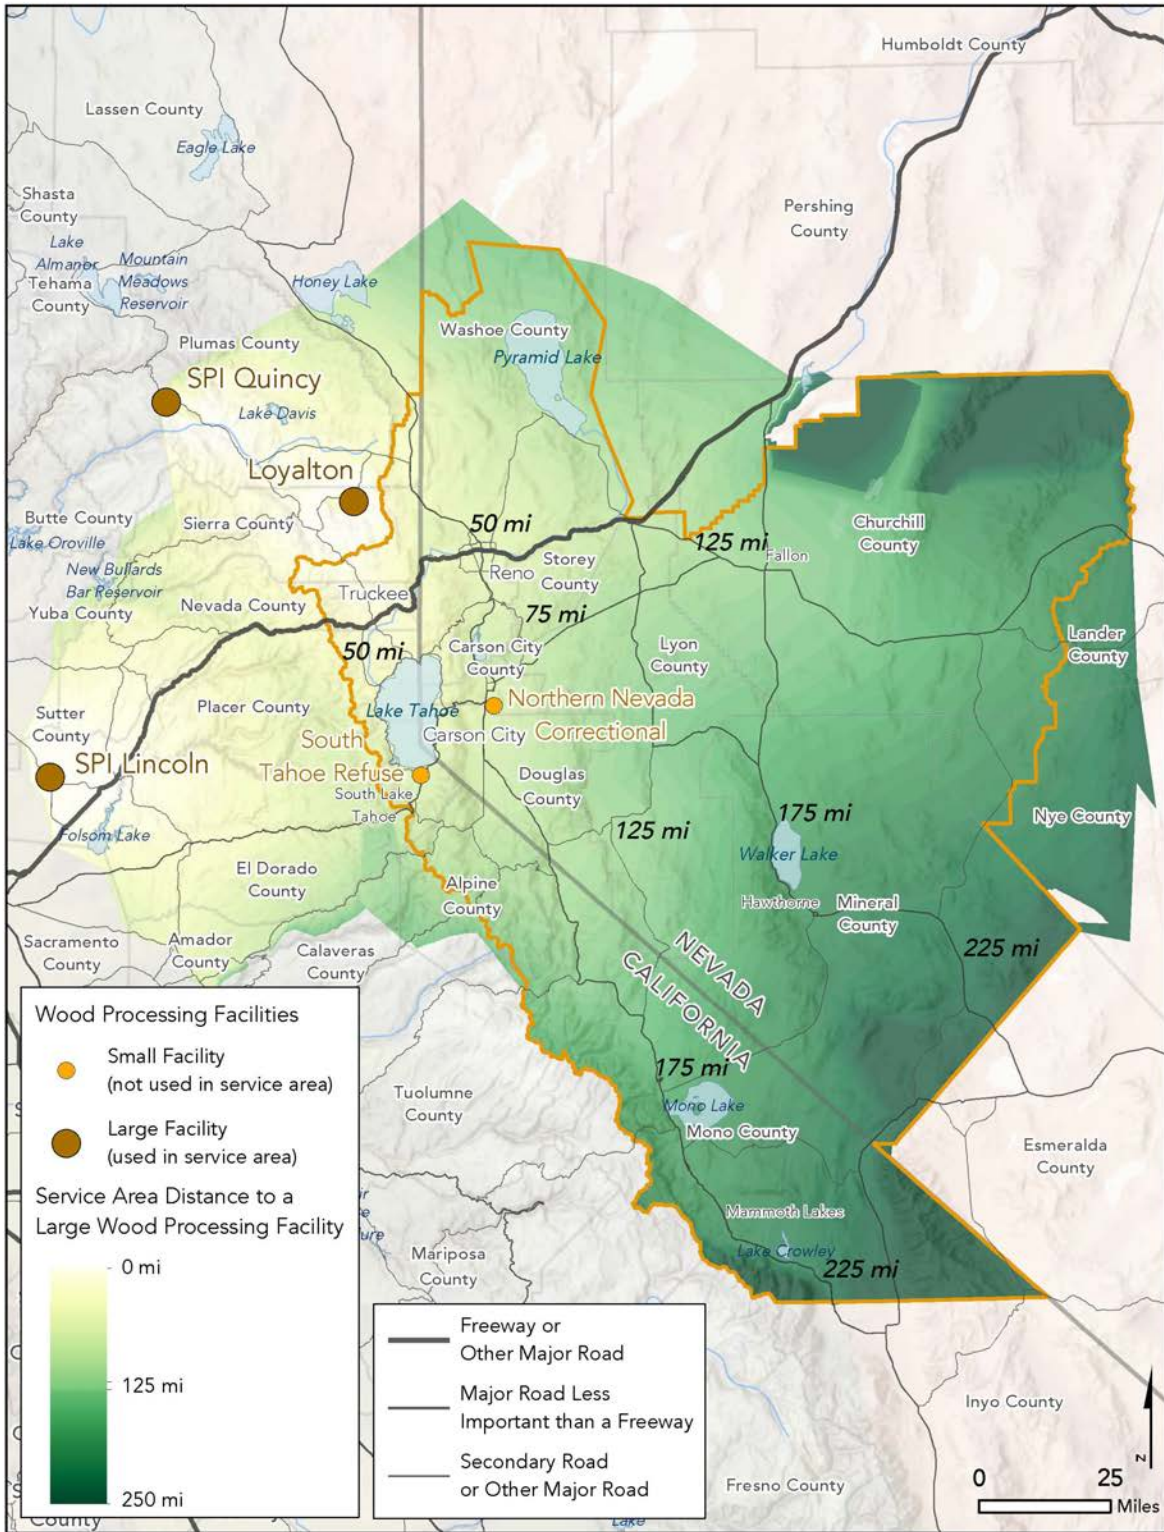 Humboldt County
Lassen County
Eagle Lake
Shasta
County
Lake
Almaner
Mountain
Meadows
Reservoir
Tehama
County
Honey Lake
Pershing
County
Washoe County
Pyramid Lake
Plumas County
SPI Quincy
Lake Davis
Loyalton
Butte County
Lake Oroville
Sierra County
New Bullards
Bar Reservoir
Yuba County
Nevada County
Truckee
50 mi
Reno
Storey
County
125 mi
Fallon
Churchill
County
75 mi
50 mi
Carson City
County
Lyon
County
Lander
County
Sutter
County
Placer County
Lake Tahoe
Northern Nevada
Correctional
Carson City
South
Tahoe Refuse
SPI Lincoln
South Lake
Tahoe
Douglas
County
Folsom Lake
125 mi
175 mi
Walker Lake
Nye County
El Dorado
County
Alpine
County
Hawthorne
Mineral
County
Sacramento
County
Amador
County
Calaveras
County
225 mi
NEVADA
CALIFORNIA
175 mi
Mono Lake
Mono County
Tuolumne
County
Esmeralda
County
Mammoth Lakes
Lake Crowley
225 mi
Mariposa
County
Inyo County
Fresno County
Lake
County
Wood Processing Facilities
Small Facility
(not used in service area)
Large Facility
(used in service area)
Service Area Distance to a
Large Wood Processing Facility
0 mi
125 mi
250 mi
Freeway or
Other Major Road
Major Road Less
Important than a Freeway
Secondary Road
or Other Major Road
N
0 25
Miles